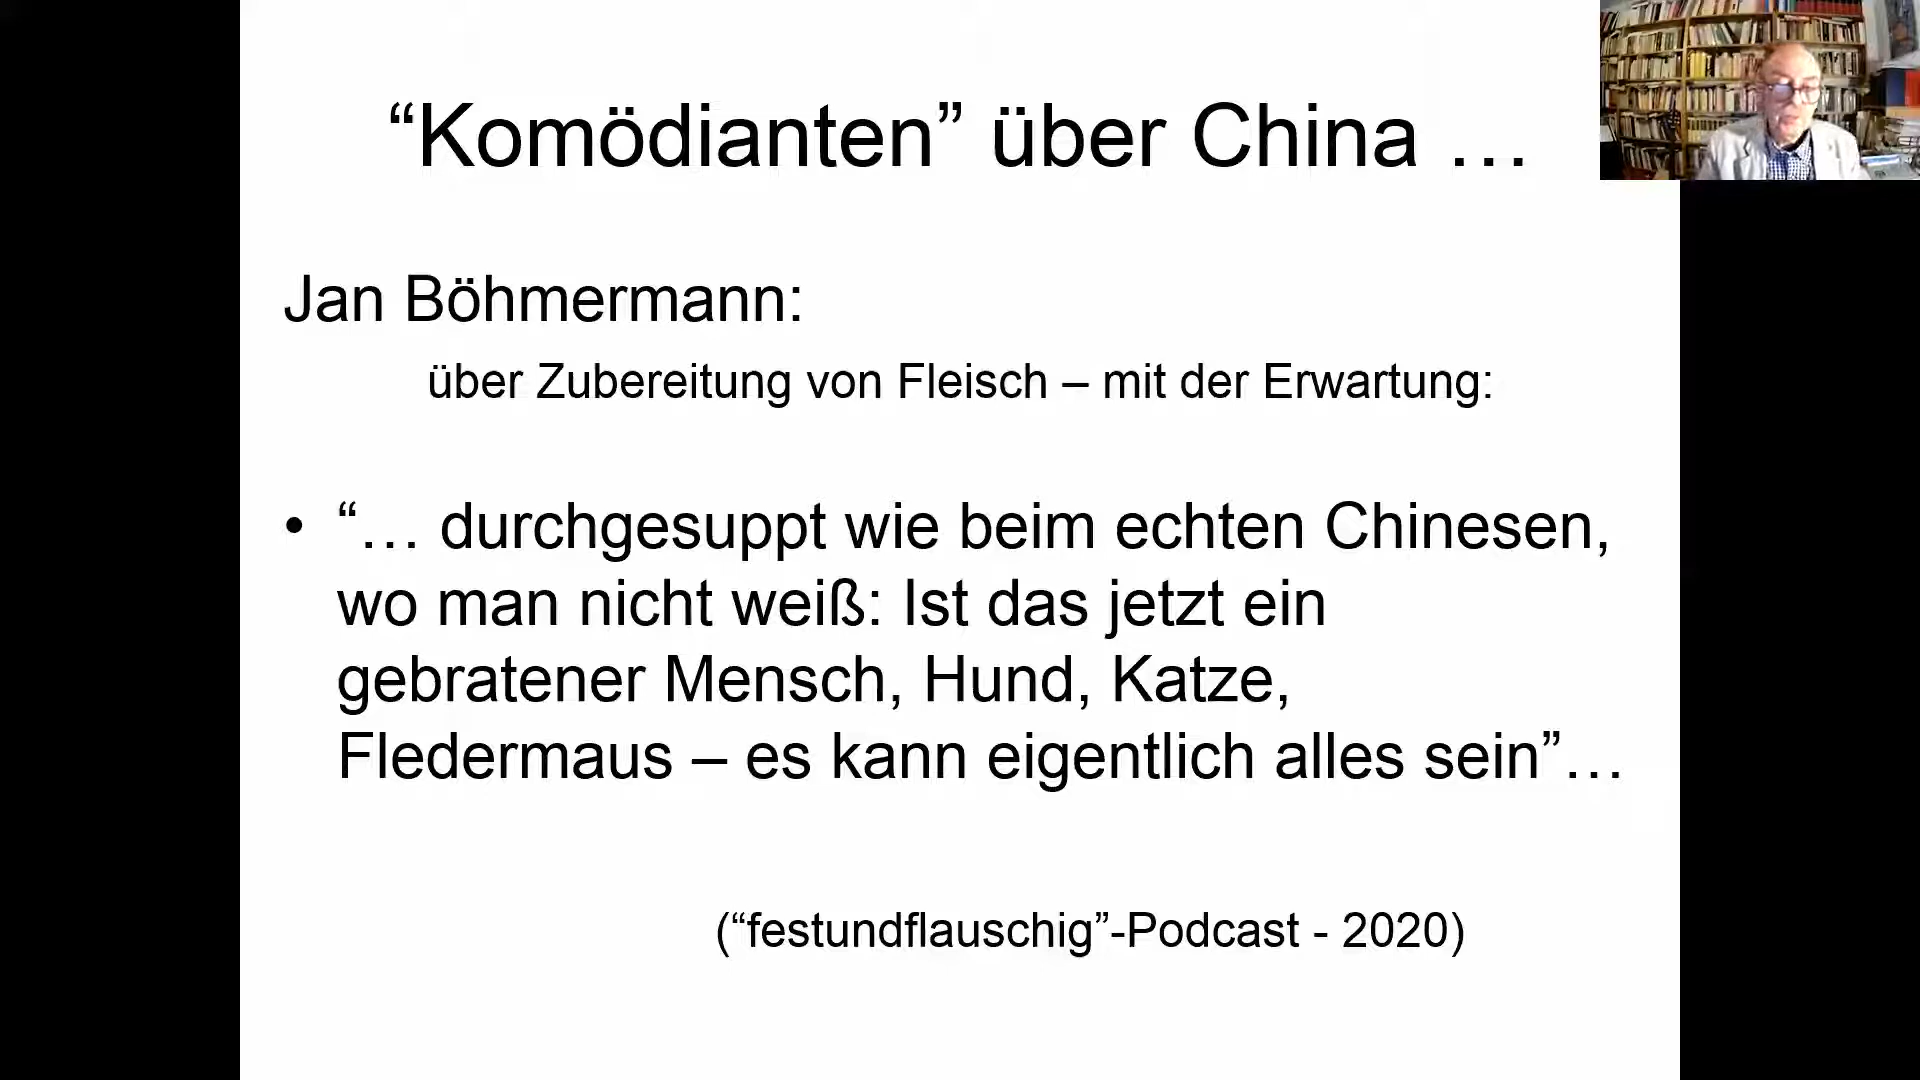 “Komödianten” über China …
Jan Böhmermann:
über Zubereitung von Fleisch – mit der Erwartung:
• “… durchgesuppt wie beim echten Chinesen,
wo man nicht weiß: Ist das jetzt ein
gebratener Mensch, Hund, Katze,
Fledermaus – es kann eigentlich alles sein”…
(“festundflauschig”-Podcast - 2020)